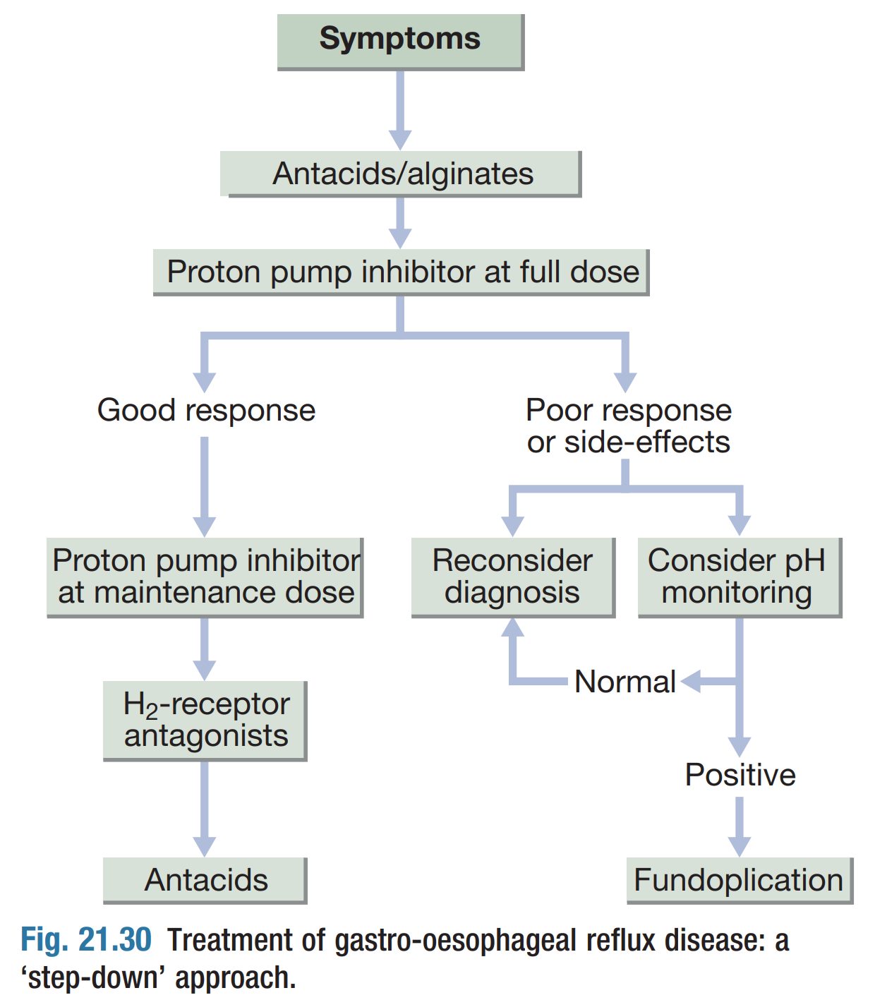 Symptoms
Antacids/alginates
Proton pump inhibitor at full dose
Good response
Poor response
or side-effects
Proton pump inhibitor
at maintenance dose
Reconsider
diagnosis
Consider pH
monitoring
Normal
H₂-receptor
antagonists
Positive
Antacids
Fundoplication
Fig. 21.30 Treatment of gastro-oesophageal reflux disease: a
‘step-down’ approach.